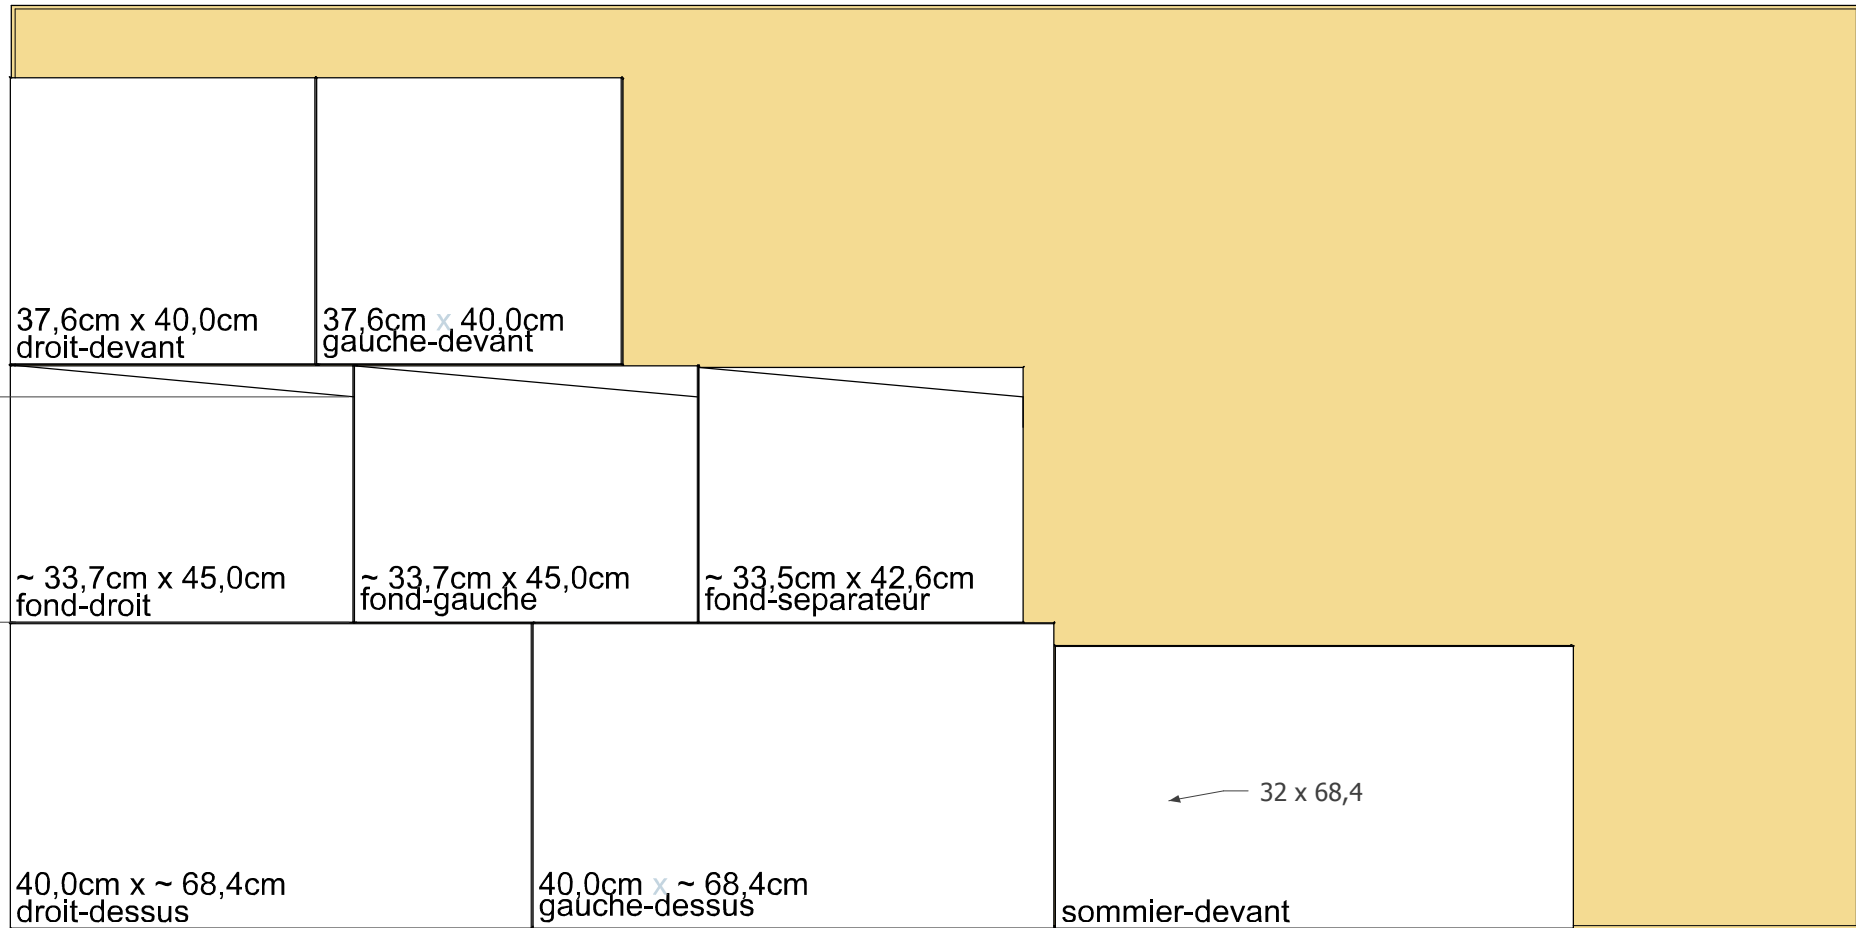 37,6cm x 40,0cm
droit-devant
37,6cm x 40,0cm
gauche-devant
~ 33,7cm x 45,0cm
fond-droit
~ 33,7cm x 45,0cm
fond-gauche
~ 33,5cm x 42,6cm
fond-separateur
40,0cm x ~ 68,4cm
droit-dessus
40,0cm x ~ 68,4cm
gauche-dessus
32 x 68,4
sommier-devant